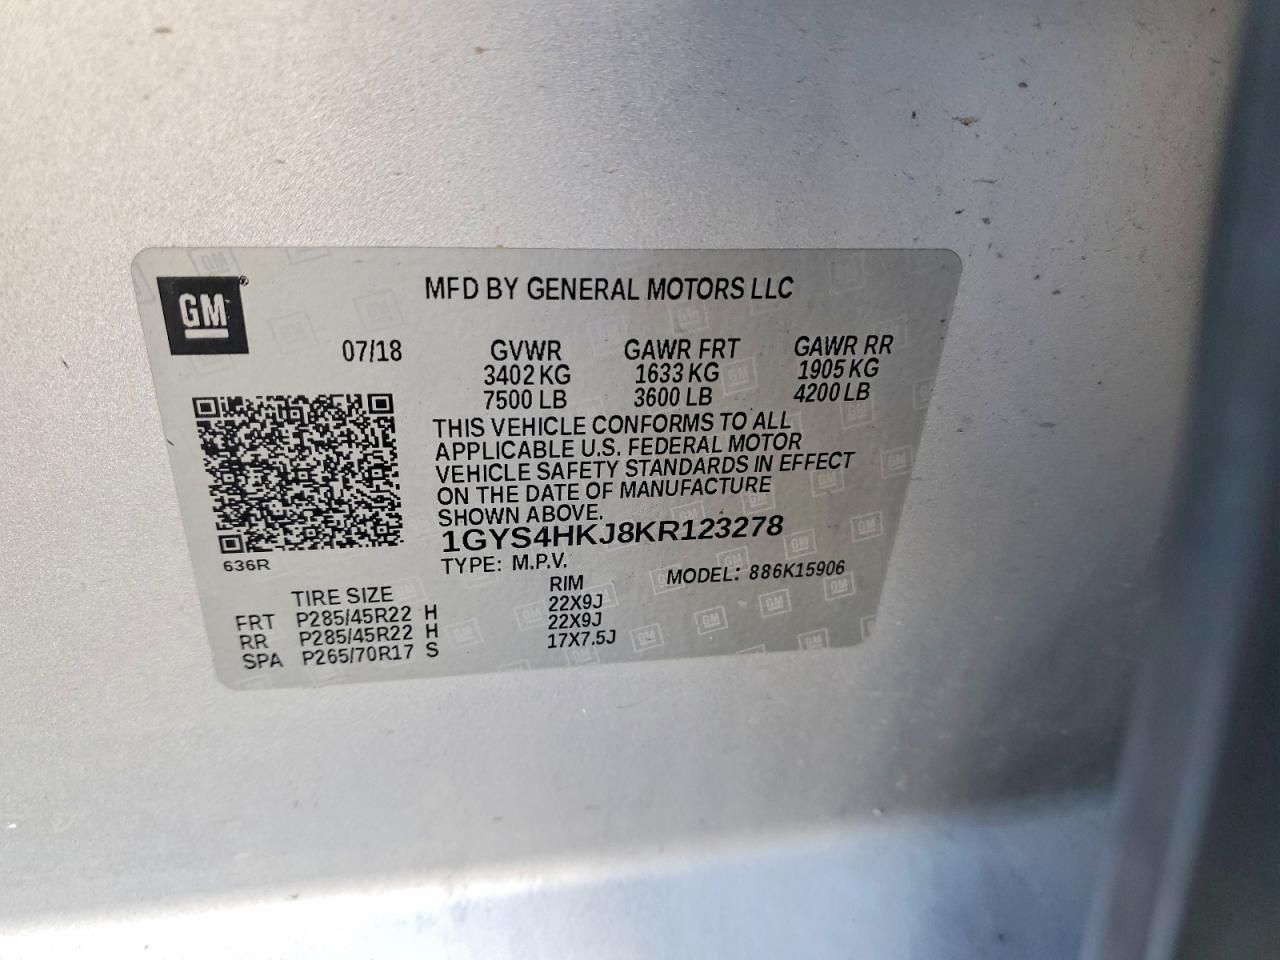 GM
MFD BY GENERAL MOTORS LLC
07/18 GVWR GAWR FRT GAWR RR
3402 KG 1633 KG 1905 KG
7500 LB 3600 LB 4200 LB
THIS VEHICLE CONFORMS TO ALL
APPLICABLE U.S. FEDERAL MOTOR
VEHICLE SAFETY STANDARDS IN EFFECT
ON THE DATE OF MANUFACTURE
SHOWN ABOVE.
1GYS4HKJ8KR123278
636R
TYPE: M.P.V. MODEL: 886K15906
TIRE SIZE RIM
FRT P285/45R22 H 22X9J
RR P285/45R22 H 22X9J
SPA P265/70R17 S 17X7.5J